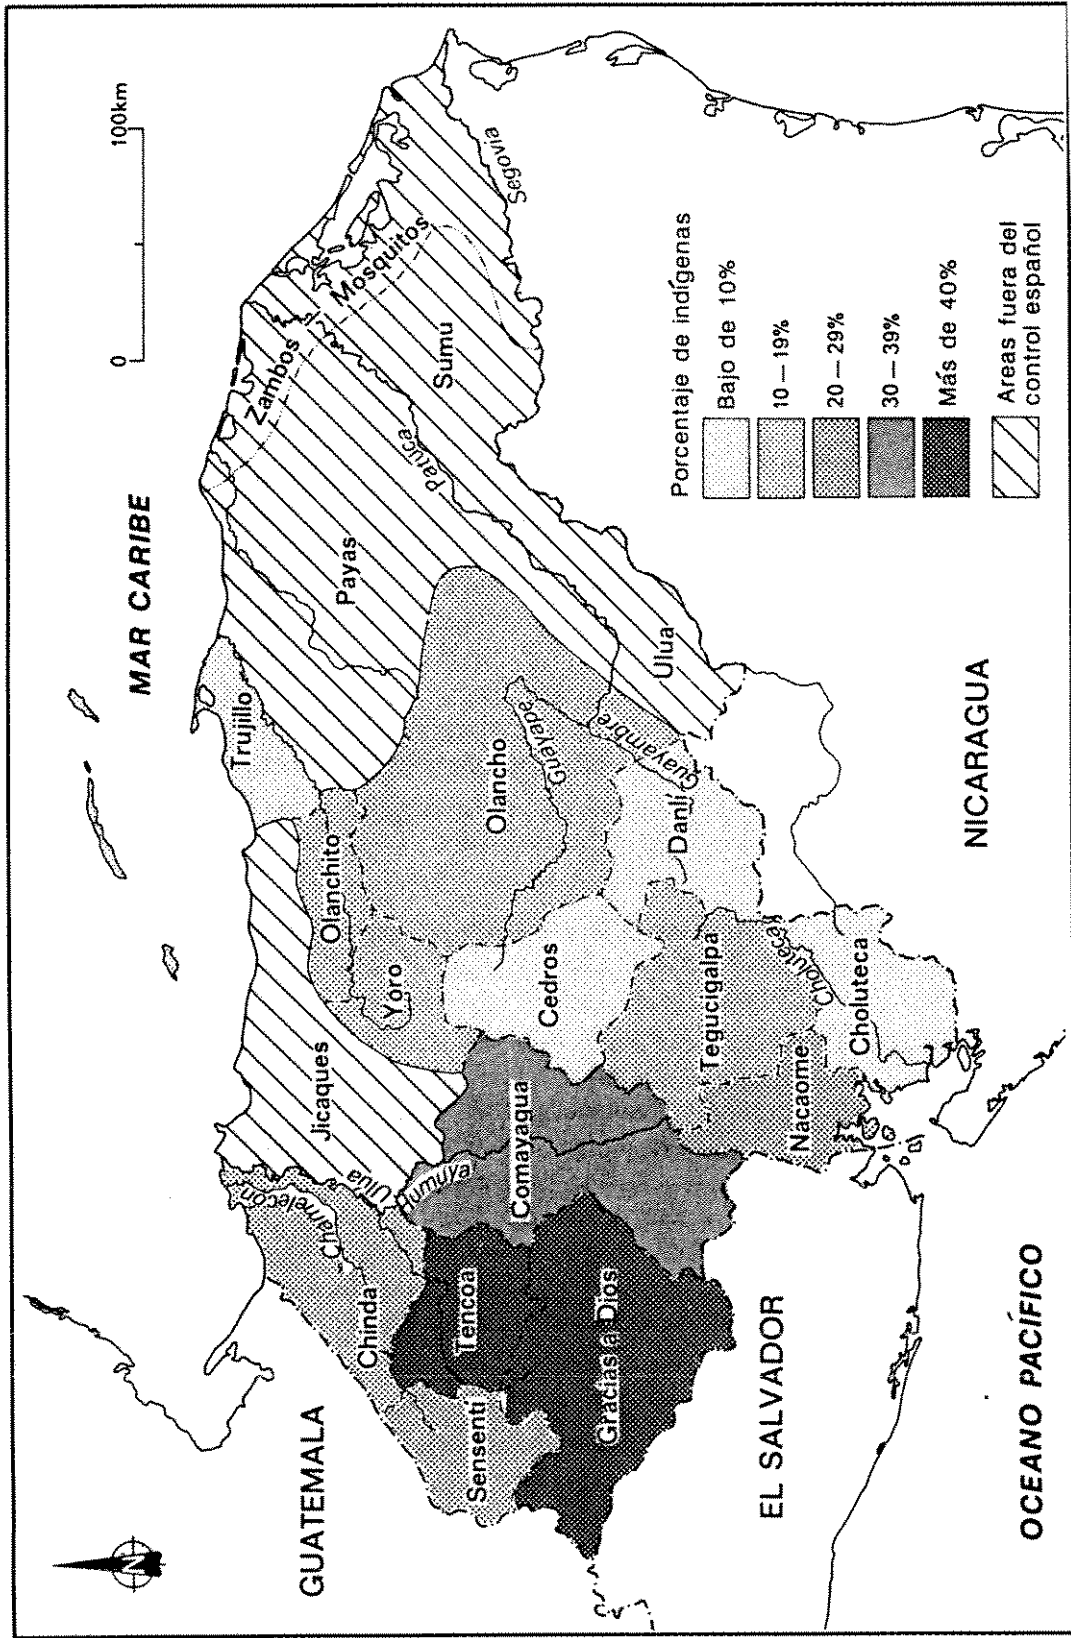 MAR CARIBE
0
100km
N
GUATEMALA
EL SALVADOR
NICARAGUA
OCEANO PACÍFICO
Trujillo
Payas
Zambos
Mosquitos
Sumu
Segovia
Patuca
Ulua
Jicaques
Olanchito
Yoro
Olancho
Guayape
Guayambre
Danlí
Cedros
Tegucigalpa
Choluteca
Choluteca
Nacaome
Comayagua
Humuya
Ulúa
Chamelecón
Chinda
Tencoa
Sensenti
Gracias a Dios
Porcentaje de indígenas
Bajo de 10%
10—19%
20—29%
30—39%
Más de 40%
Areas fuera del
control español